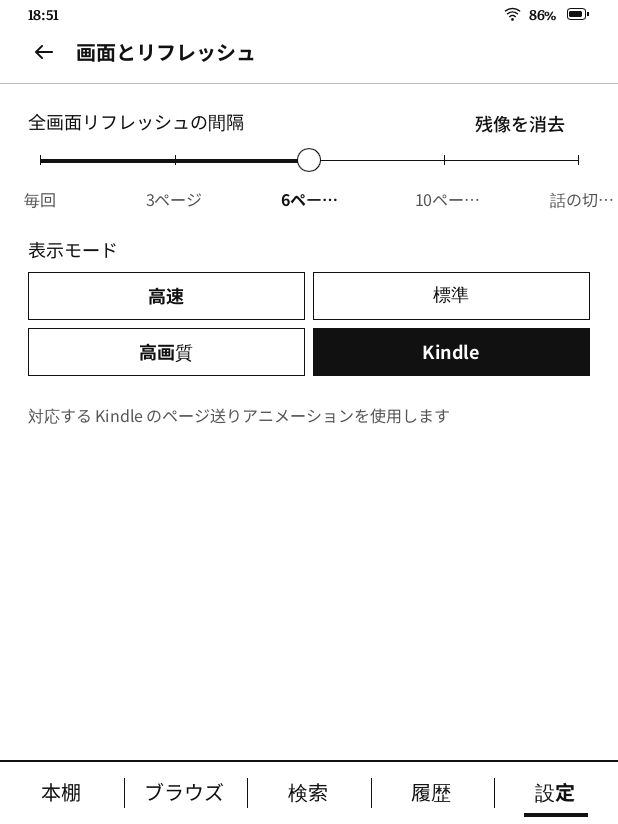 18:51 86%
画面とリフレッシュ
全画面リフレッシュの間隔 残像を消去
毎回 3ページ 6ペー… 10ペー… 話の切…
表示モード
高速 標準
高画質 Kindle
対応する Kindle のページ送りアニメーションを使用します
本棚 ブラウズ 検索 履歴 設定